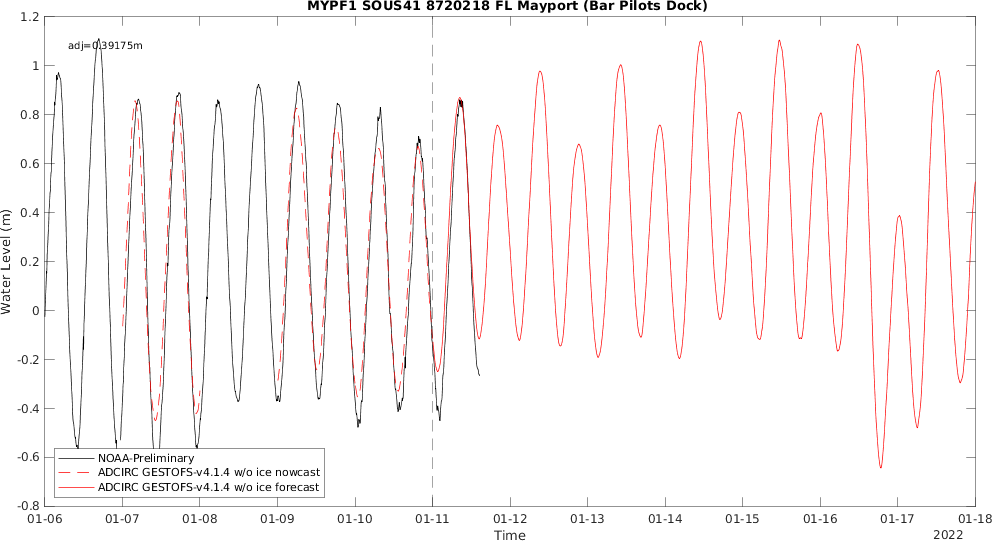 MYPF1 SOUS41 8720218 FL Mayport (Bar Pilots Dock)
1.2
adj=0.39175m
1
0.8
0.6
0.4
0.2
0
-0.2
-0.4
-0.6
-0.8
Water Level (m)
NOAA-Preliminary
ADCIRC GESTOFS-v4.1.4 w/o ice nowcast
ADCIRC GESTOFS-v4.1.4 w/o ice forecast
01-06 01-07 01-08 01-09 01-10 01-11 01-12 01-13 01-14 01-15 01-16 01-17 01-18
Time
2022